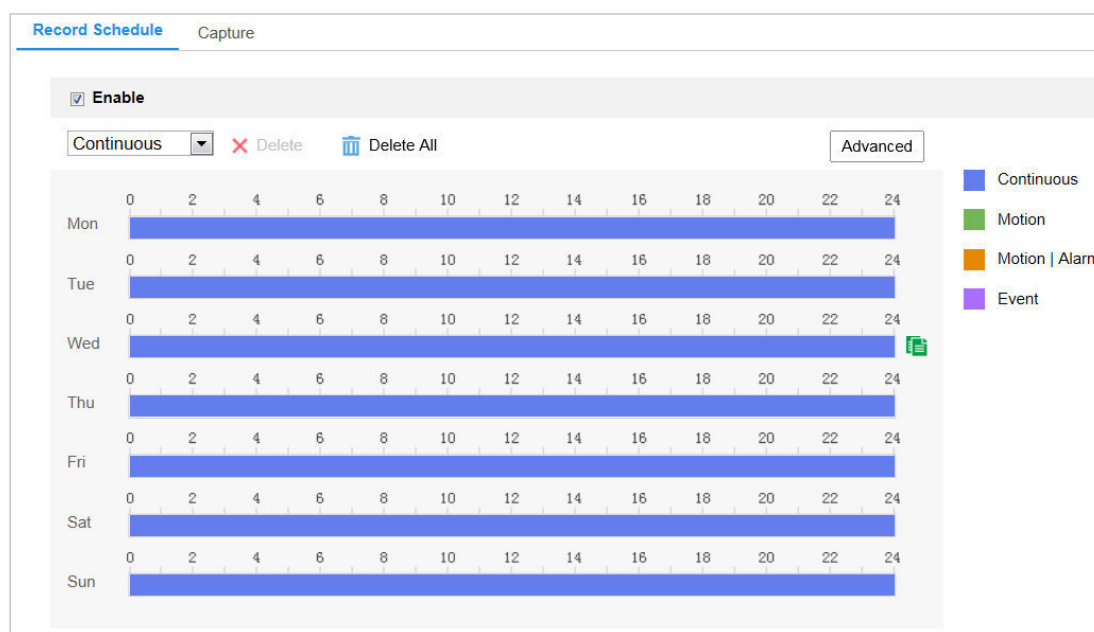 Record Schedule Capture
Enable
Continuous Delete Delete All Advanced
0 2 4 6 8 10 12 14 16 18 20 22 24
Mon
0 2 4 6 8 10 12 14 16 18 20 22 24
Tue
0 2 4 6 8 10 12 14 16 18 20 22 24
Wed
0 2 4 6 8 10 12 14 16 18 20 22 24
Thu
0 2 4 6 8 10 12 14 16 18 20 22 24
Fri
0 2 4 6 8 10 12 14 16 18 20 22 24
Sat
0 2 4 6 8 10 12 14 16 18 20 22 24
Sun
Continuous
Motion
Motion | Alarm
Event